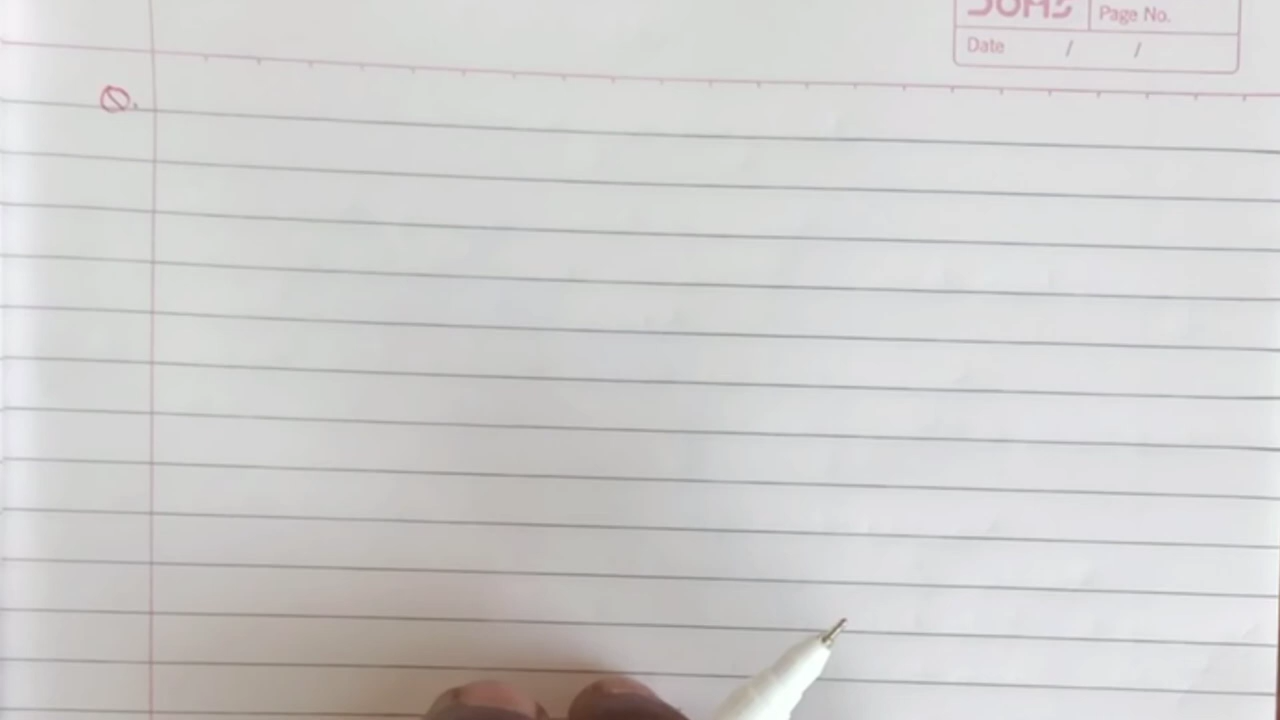 Page No.
Date / /
Q.